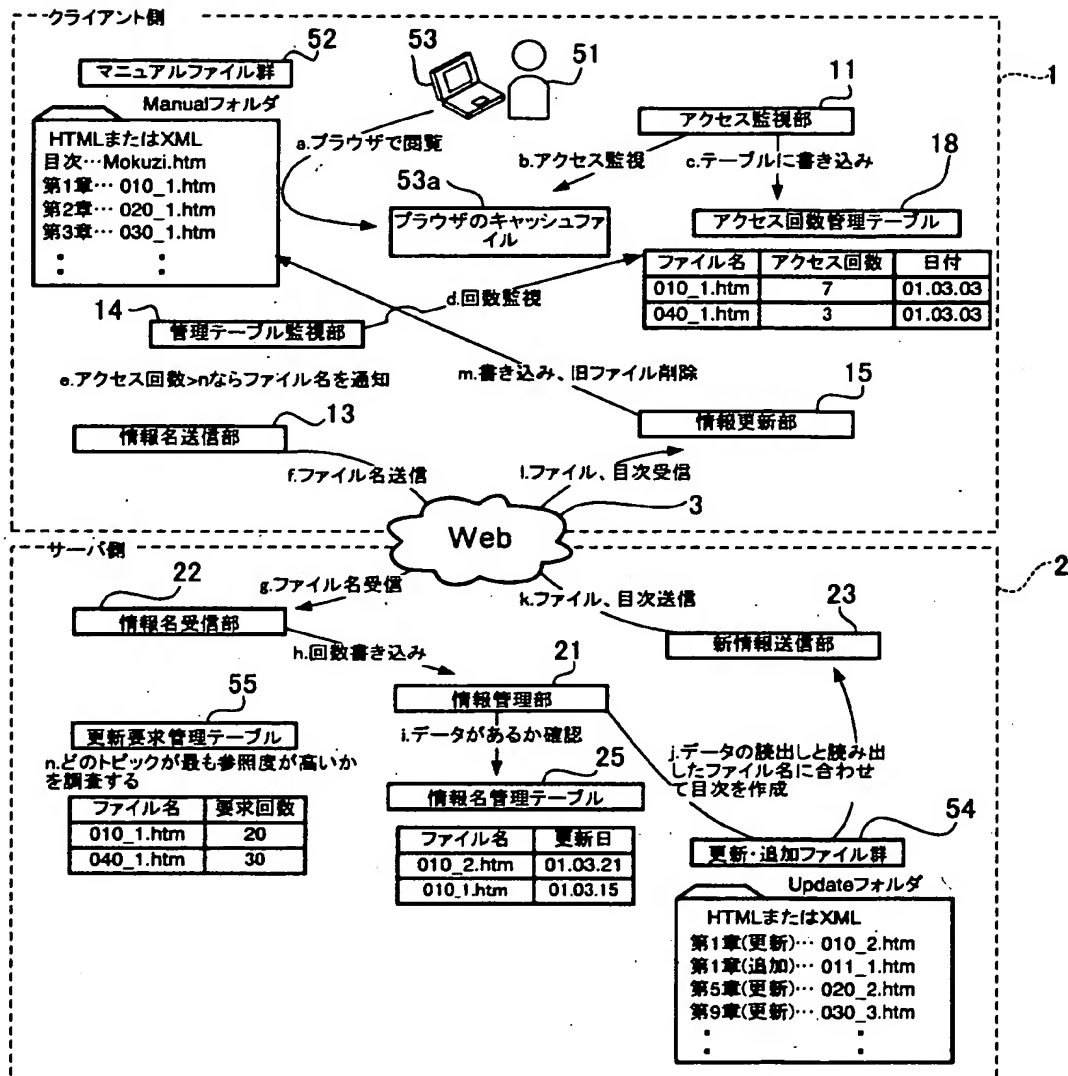 クライアント側
52
53
51
11
1
マニュアルファイル群
Manualフォルダ
HTMLまたはXML
目次…Mokuzi.htm
第1章… 010_1.htm
第2章… 020_1.htm
第3章… 030_1.htm
a.ブラウザで閲覧
アクセス監視部
b.アクセス監視
c.テーブルに書き込み
18
53a
ブラウザのキャッシュファ
イル
アクセス回数管理テーブル
ファイル名 アクセス回数 日付
010_1.htm 7 01.03.03
040_1.htm 3 01.03.03
d.回数監視
14
管理テーブル監視部
e.アクセス回数>nならファイル名を通知
m.書き込み、旧ファイル削除
13
15
情報名送信部
情報更新部
f.ファイル名送信
l.ファイル、目次受信
3
Web
サーバ側
2
22
g.ファイル名受信
k.ファイル、目次送信
23
情報名受信部
新情報送信部
h.回数書き込み
21
情報管理部
55
更新要求管理テーブル
n.どのトピックが最も参照度が高いか
を調査する
ファイル名 要求回数
010_1.htm 20
040_1.htm 30
i.データがあるか確認
25
情報名管理テーブル
ファイル名 更新日
010_2.htm 01.03.21
010_1.htm 01.03.15
j.データの読出しと読み出
したファイル名に合わせ
て目次を作成
54
更新・追加ファイル群
Updateフォルダ
HTMLまたはXML
第1章(更新)… 010_2.htm
第1章(追加)… 011_1.htm
第5章(更新)… 020_2.htm
第9章(更新)… 030_3.htm